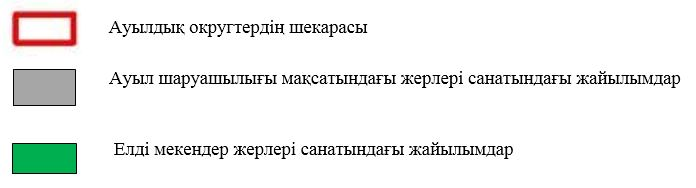 Ауылдық округтердің шекарасы
Ауыл шаруашылығы мақсатындағы жерлері санатындағы жайылымдар
Елді мекендер жерлері санатындағы жайылымдар